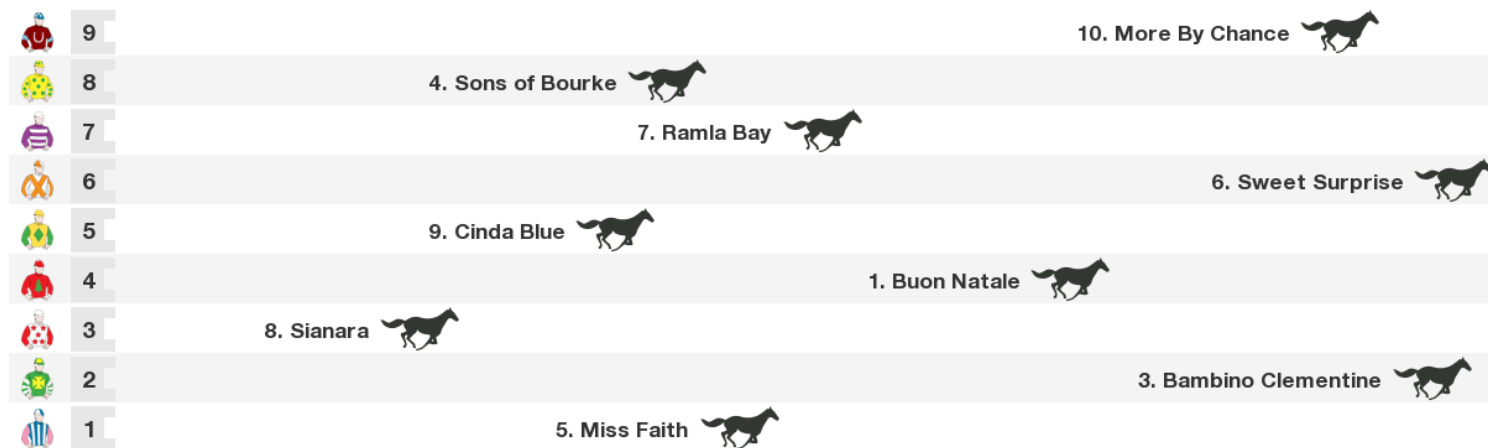 9 10. More By Chance
8 4. Sons of Bourke
7 7. Ramla Bay
6 6. Sweet Surprise
5 9. Cinda Blue
4 1. Buon Natale
3 8. Sianara
2 3. Bambino Clementine
1 5. Miss Faith